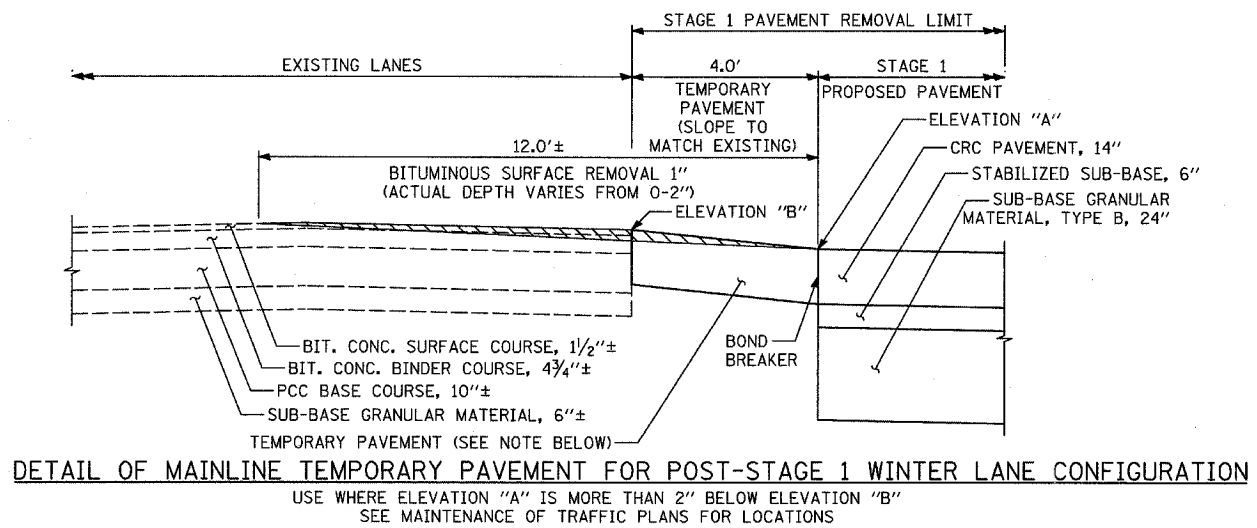 STAGE 1 PAVEMENT REMOVAL LIMIT
EXISTING LANES
4.0'
STAGE 1
TEMPORARY
PAVEMENT
(SLOPE TO
MATCH EXISTING)
PROPOSED PAVEMENT
ELEVATION "A"
12.0'±
CRC PAVEMENT, 14"
BITUMINOUS SURFACE REMOVAL 1"
(ACTUAL DEPTH VARIES FROM 0-2")
STABILIZED SUB-BASE, 6"
ELEVATION "B"
SUB-BASE GRANULAR
MATERIAL, TYPE B, 24"
BOND
BREAKER
BIT. CONC. SURFACE COURSE, 1½"±
BIT. CONC. BINDER COURSE, 4¾"±
PCC BASE COURSE, 10"±
SUB-BASE GRANULAR MATERIAL, 6"±
TEMPORARY PAVEMENT (SEE NOTE BELOW)
DETAIL OF MAINLINE TEMPORARY PAVEMENT FOR POST-STAGE 1 WINTER LANE CONFIGURATION
USE WHERE ELEVATION "A" IS MORE THAN 2" BELOW ELEVATION "B"
SEE MAINTENANCE OF TRAFFIC PLANS FOR LOCATIONS